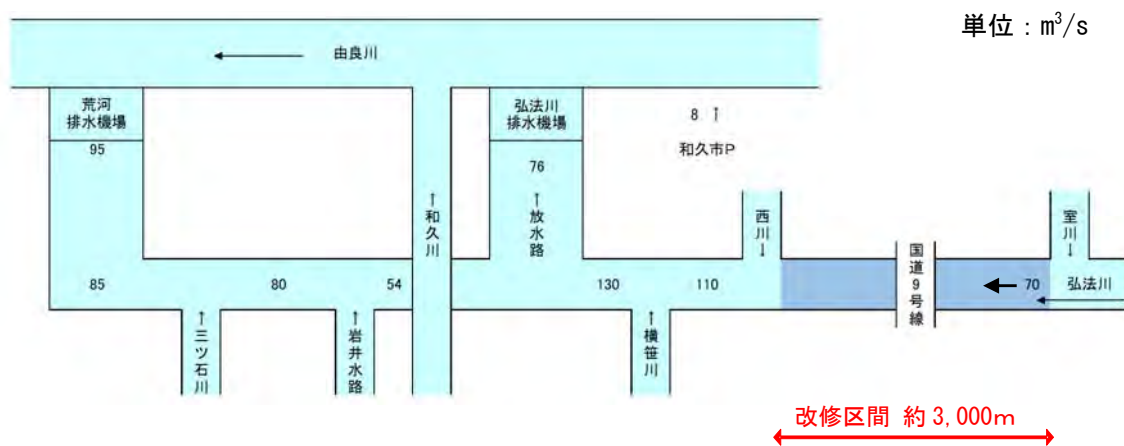 単位：m³/s
由良川
荒河
排水機場
弘法川
排水機場
8 ↑
95
76
和久市P
↑和久川
↑放水路
西川↓
国道9号線
室川↓
85
80
54
130
110
70
弘法川
↑三ツ石川
↑岩井水路
↑横笹川
改修区間 約3,000m